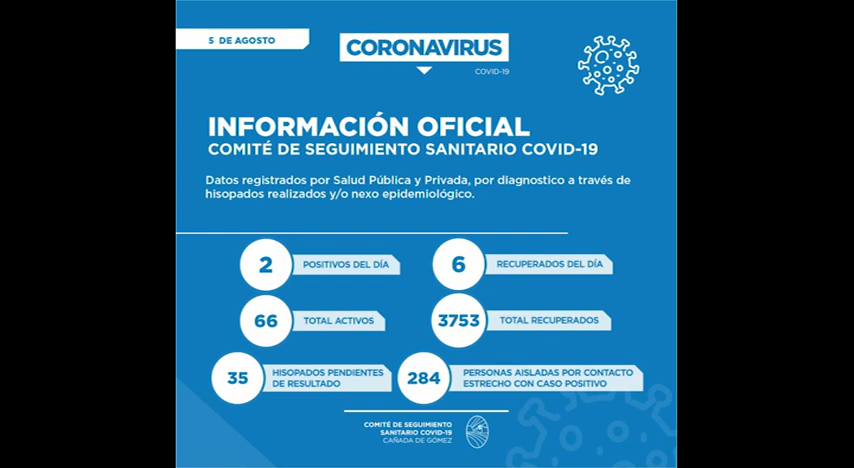 5 DE AGOSTO
CORONAVIRUS
COVID-19
INFORMACIÓN OFICIAL
COMITÉ DE SEGUIMIENTO SANITARIO COVID-19
Datos registrados por Salud Pública y Privada, por diagnostico a través de
hisopados realizados y/o nexo epidemiológico.
2 POSITIVOS DEL DÍA
6 RECUPERADOS DEL DÍA
66 TOTAL ACTIVOS
3753 TOTAL RECUPERADOS
35 HISOPADOS PENDIENTES
DE RESULTADO
284 PERSONAS AISLADAS POR CONTACTO
ESTRECHO CON CASO POSITIVO
COMITÉ DE SEGUIMIENTO
SANITARIO COVID-19
CAÑADA DE GÓMEZ